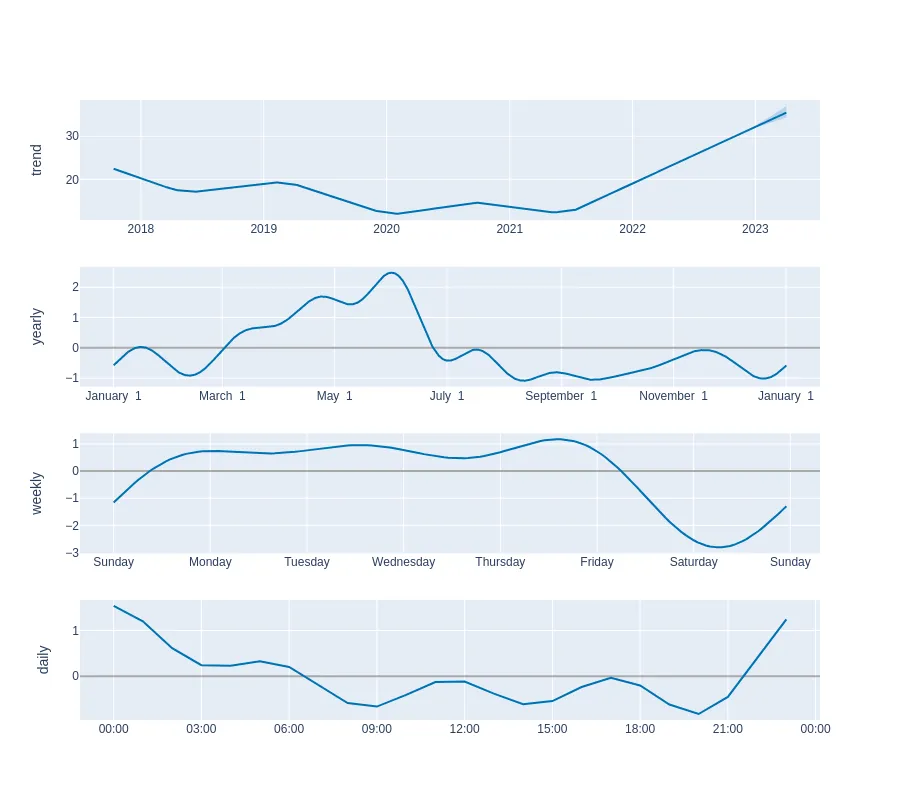 trend
30
20
2018 2019 2020 2021 2022 2023
yearly
2
1
0
−1
January 1 March 1 May 1 July 1 September 1 November 1 January 1
weekly
1
0
−1
−2
−3
Sunday Monday Tuesday Wednesday Thursday Friday Saturday Sunday
daily
1
0
00:00 03:00 06:00 09:00 12:00 15:00 18:00 21:00 00:00